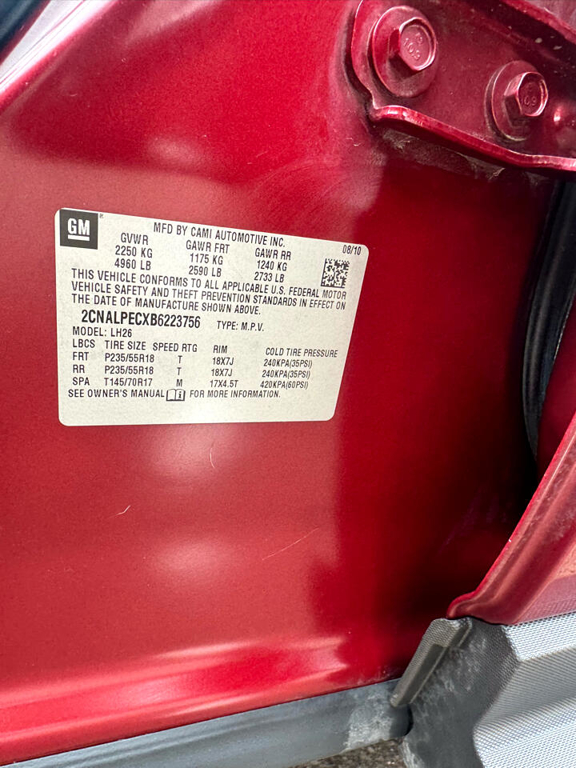 GM
MFD BY CAMI AUTOMOTIVE INC. 08/10
GVWR GAWR FRT GAWR RR
2250 KG 1175 KG 1240 KG
4960 LB 2590 LB 2733 LB
THIS VEHICLE CONFORMS TO ALL APPLICABLE U.S. FEDERAL MOTOR
VEHICLE SAFETY AND THEFT PREVENTION STANDARDS IN EFFECT ON
THE DATE OF MANUFACTURE SHOWN ABOVE.
2CNALPECXB6223756 TYPE: M.P.V.
MODEL: LH26
LBCS TIRE SIZE SPEED RTG RIM COLD TIRE PRESSURE
FRT P235/55R18 T 18X7J 240KPA(35PSI)
RR P235/55R18 T 18X7J 240KPA(35PSI)
SPA T145/70R17 M 17X4.5T 420KPA(60PSI)
SEE OWNER'S MANUAL FOR MORE INFORMATION.